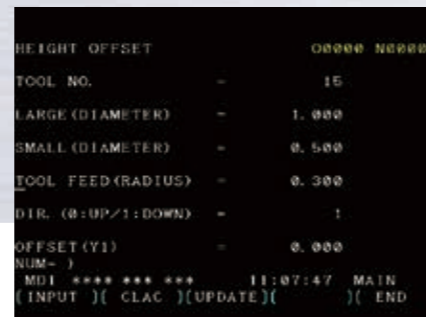 HEIGHT OFFSET O0000 N0000
TOOL NO. = 15
LARGE(DIAMETER) = 1.000
SMALL(DIAMETER) = 0.500
TOOL FEED(RADIUS) = 0.300
DIR. (0:UP/1:DOWN) = 1
OFFSET(Y1) = 0.000
NUM= )
MDI **** *** *** 11:07:47 MAIN
(INPUT )( CLAC )(UPDATE)( )( END